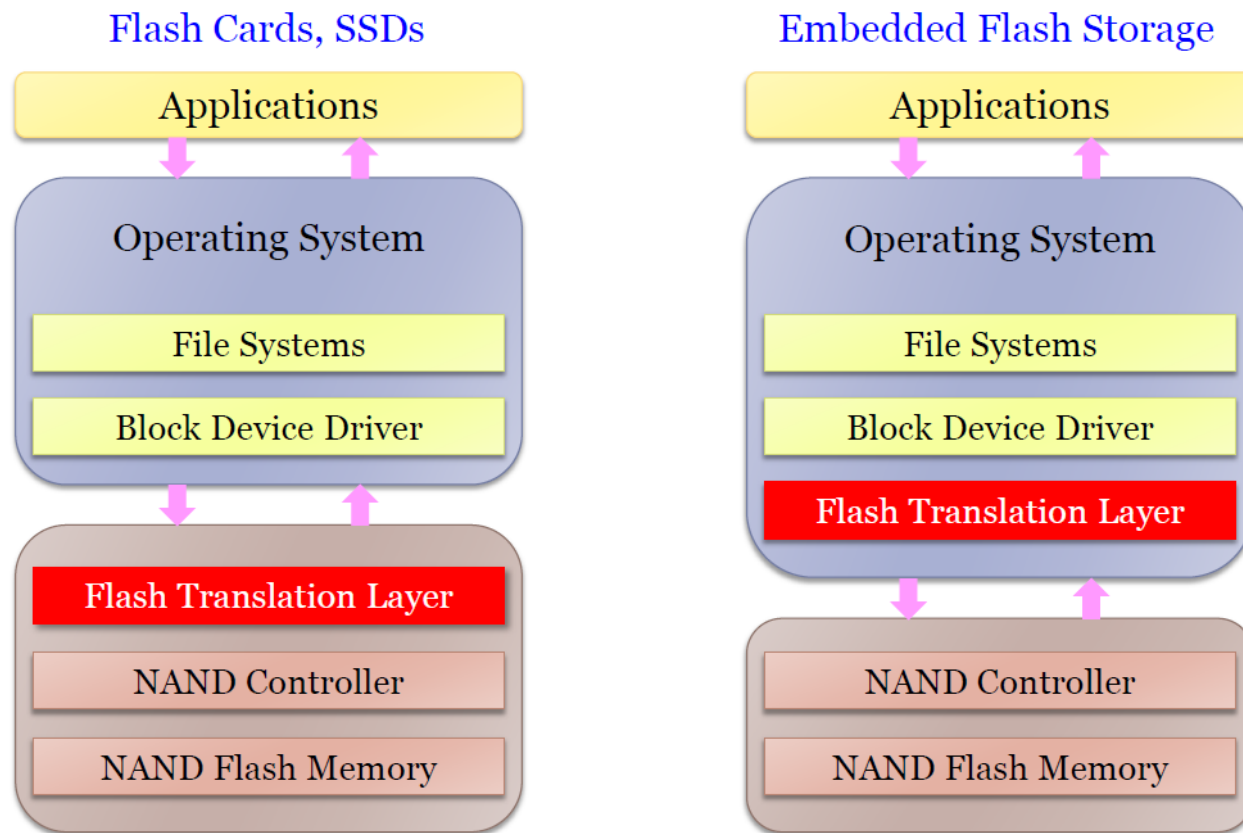 Flash Cards, SSDs
Applications
Operating System
File Systems
Block Device Driver
Flash Translation Layer
NAND Controller
NAND Flash Memory
Embedded Flash Storage
Applications
Operating System
File Systems
Block Device Driver
Flash Translation Layer
NAND Controller
NAND Flash Memory